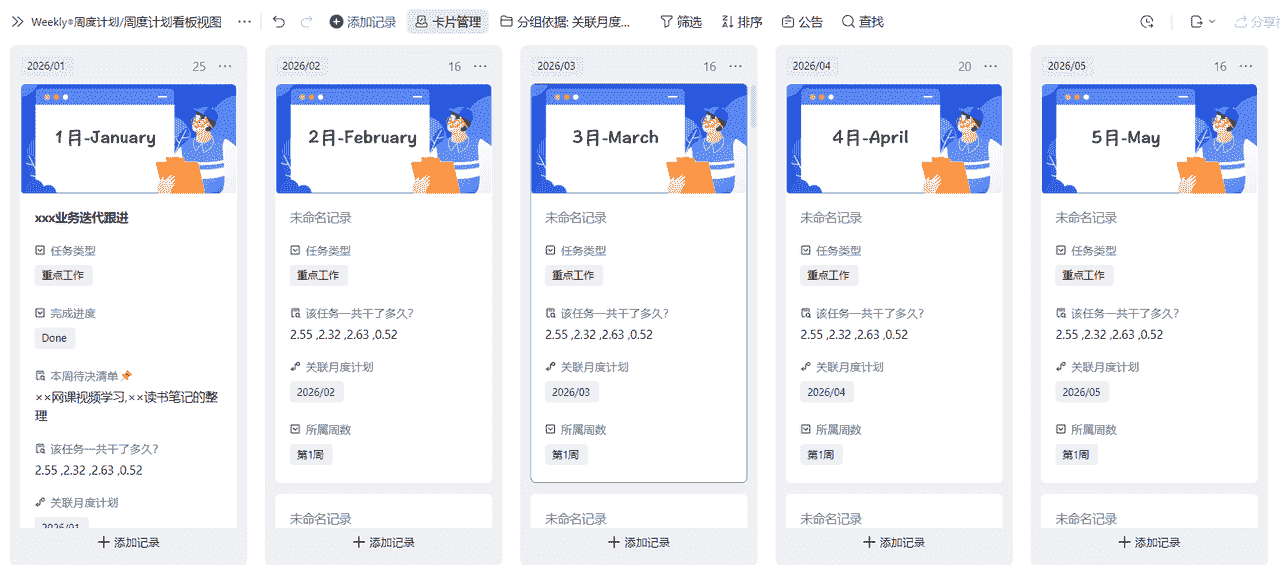 Weekly®周度计划/周度计划看板视图 ··· 添加记录 卡片管理 分组依据: 关联月度... 筛选 排序 公告 查找
2026/01 25 ···
1月-January
xxx业务迭代跟进
任务类型
重点工作
完成进度
Done
本周待决清单📌
××网课视频学习,××读书笔记的整
理
该任务一共干了多久?
2.55 ,2.32 ,2.63 ,0.52
关联月度计划
2026/01
添加记录
2026/02 16 ···
2月-February
未命名记录
任务类型
重点工作
该任务一共干了多久?
2.55 ,2.32 ,2.63 ,0.52
关联月度计划
2026/02
所属周数
第1周
未命名记录
添加记录
2026/03 16 ···
3月-March
未命名记录
任务类型
重点工作
该任务一共干了多久?
2.55 ,2.32 ,2.63 ,0.52
关联月度计划
2026/03
所属周数
第1周
未命名记录
添加记录
2026/04 20 ···
4月-April
未命名记录
任务类型
重点工作
该任务一共干了多久?
2.55 ,2.32 ,2.63 ,0.52
关联月度计划
2026/04
所属周数
第1周
未命名记录
添加记录
2026/05 16 ···
5月-May
未命名记录
任务类型
重点工作
该任务一共干了多久?
2.55 ,2.32 ,2.63 ,0.52
关联月度计划
2026/05
所属周数
第1周
未命名记录
添加记录